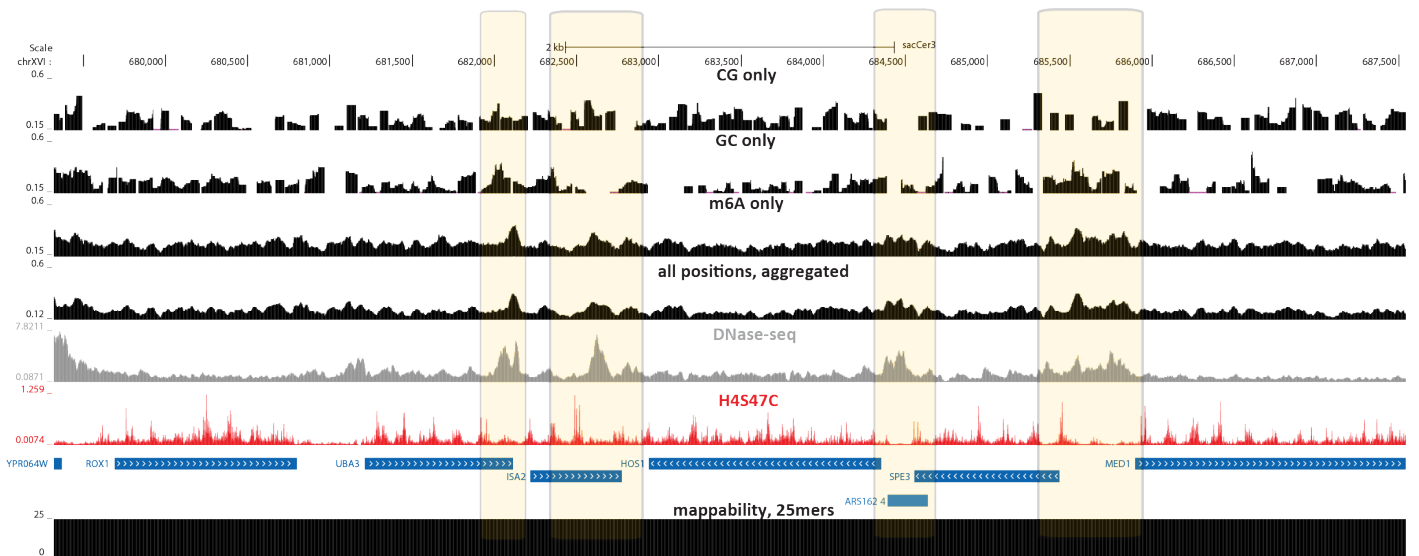 Scale 2 kb sacCer3
chrXVI : 680,000 680,500 681,000 681,500 682,000 682,500 683,000 683,500 684,000 684,500 685,000 685,500 686,000 686,500 687,000 687,500
0.6 _ CG only
0.15 _
0.6 _ GC only
0.15 _
0.6 _ m6A only
0.15 _
0.6 _ all positions, aggregated
0.12 _
7.8211 _ DNase-seq
0.0871 _
1.259 _ H4S47C
0.0074 _
YPR064W ROX1 UBA3 HOS1 MED1
ISA2 SPE3
ARS162 4
mappability, 25mers
25 _
0 _